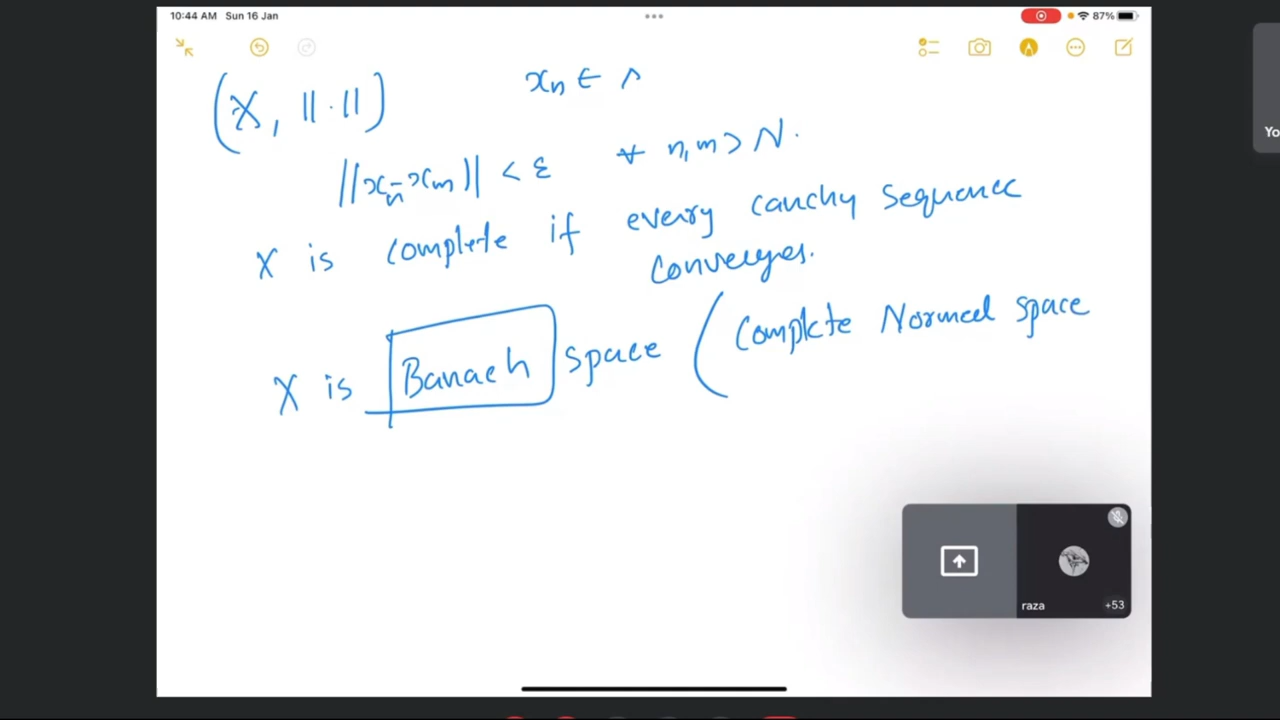 10:44 AM Sun 16 Jan
87%
(X, ||·||) xn ∈
||xn-xm|| < ε ∀ n,m > N.
X is complete if every cauchy sequence
converges.
X is Banach space (Complete Normed space
Yo
raza +53